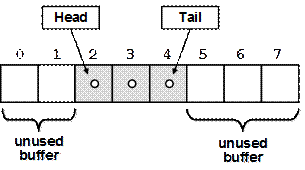 Head Tail
0 1 2 3 4 5 6 7
unused unused
buffer buffer